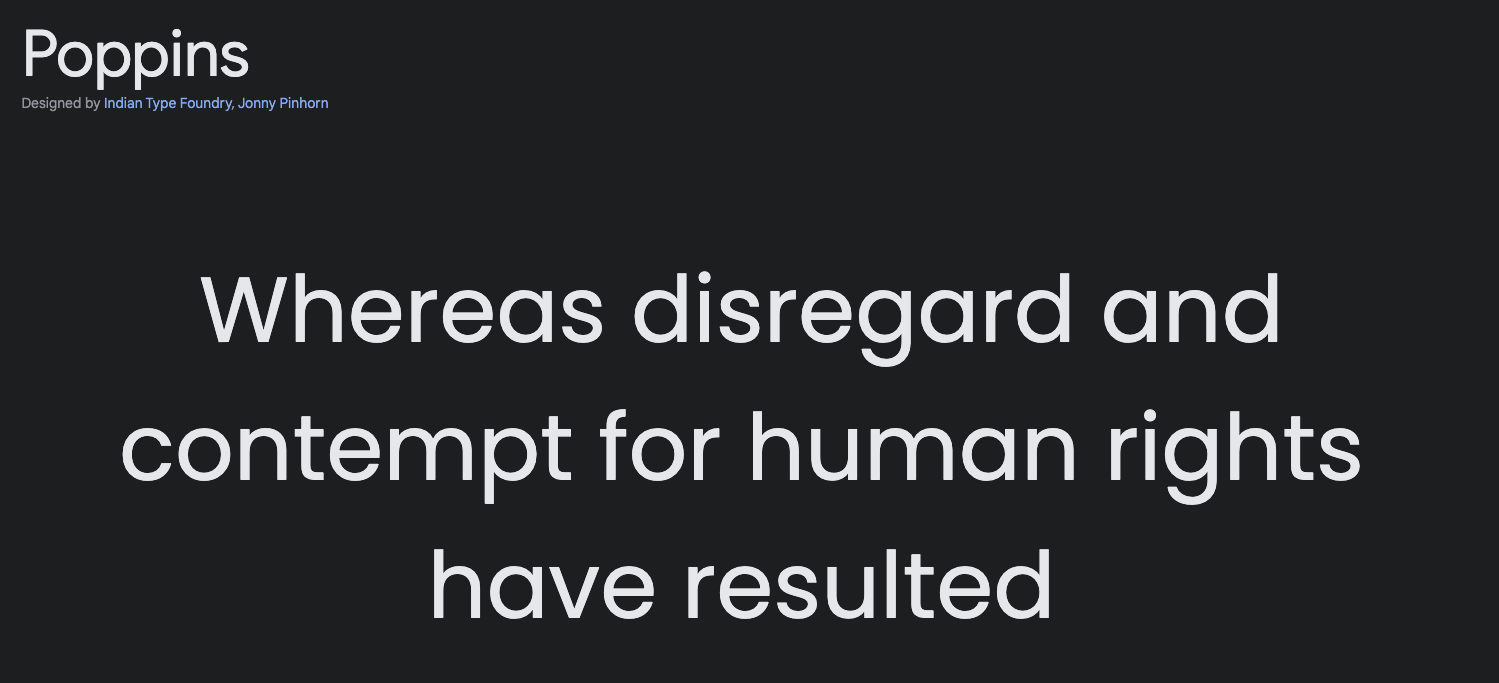 Poppins
Designed by Indian Type Foundry, Jonny Pinhorn
Whereas disregard and
contempt for human rights
have resulted